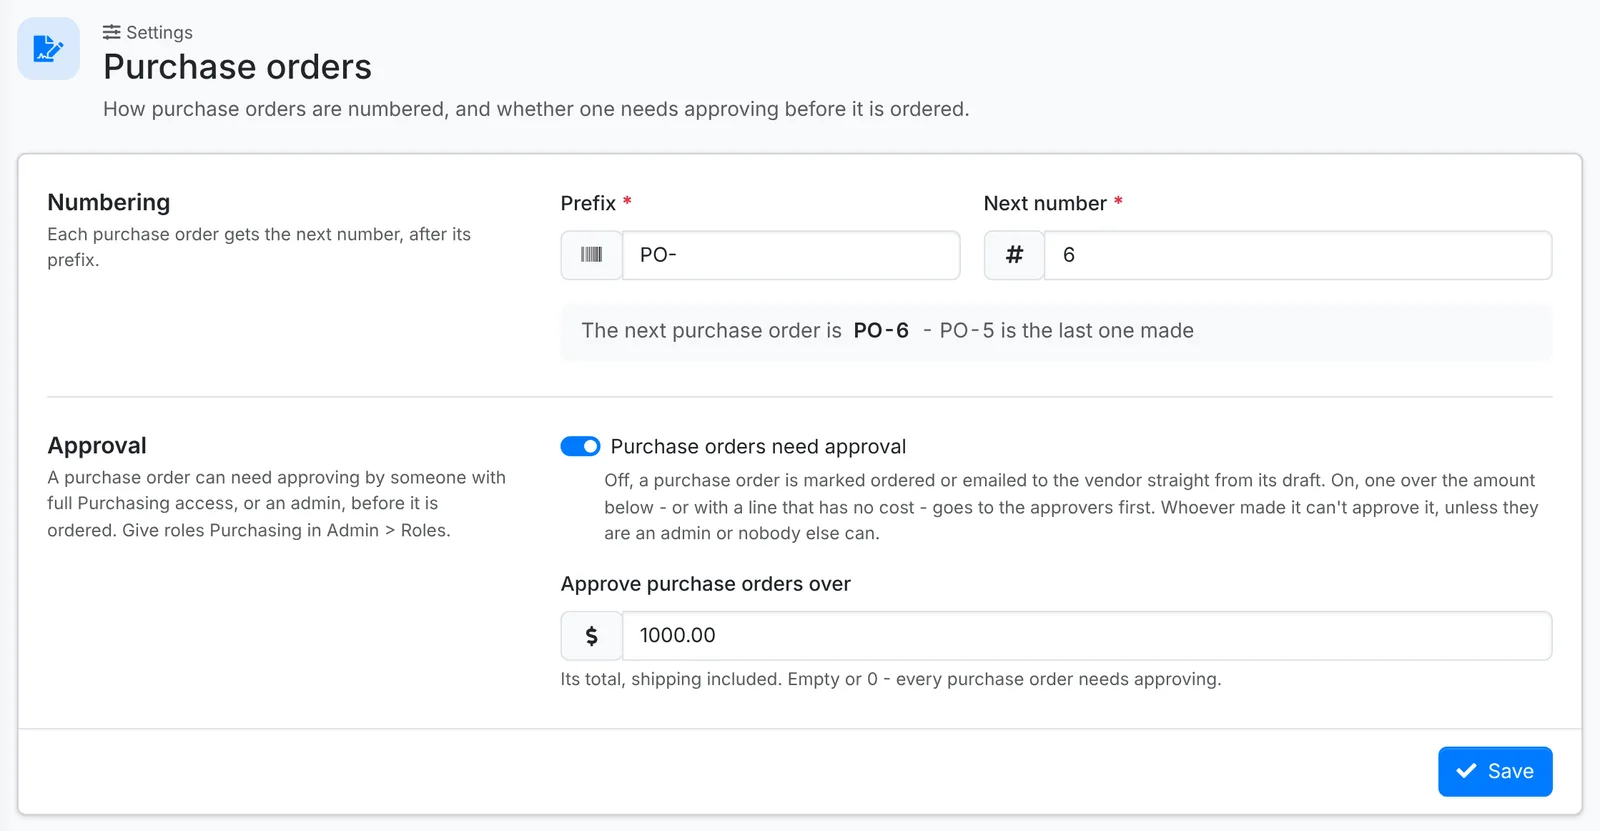 Settings
Purchase orders
How purchase orders are numbered, and whether one needs approving before it is ordered.
Numbering
Each purchase order gets the next number, after its
prefix.
Prefix *
Next number *
PO-
# 6
The next purchase order is PO-6 - PO-5 is the last one made
Approval
A purchase order can need approving by someone with
full Purchasing access, or an admin, before it is
ordered. Give roles Purchasing in Admin > Roles.
Purchase orders need approval
Off, a purchase order is marked ordered or emailed to the vendor straight from its draft. On, one over the amount
below - or with a line that has no cost - goes to the approvers first. Whoever made it can't approve it, unless they
are an admin or nobody else can.
Approve purchase orders over
$ 1000.00
Its total, shipping included. Empty or 0 - every purchase order needs approving.
Save